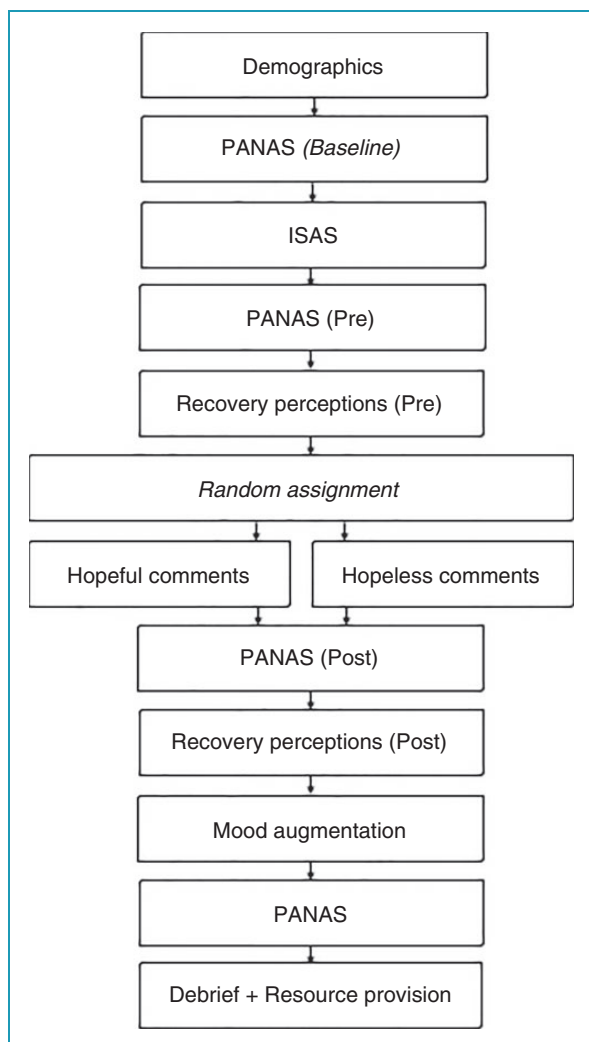 Demographics
PANAS (Baseline)
ISAS
PANAS (Pre)
Recovery perceptions (Pre)
Random assignment
Hopeful comments
Hopeless comments
PANAS (Post)
Recovery perceptions (Post)
Mood augmentation
PANAS
Debrief + Resource provision